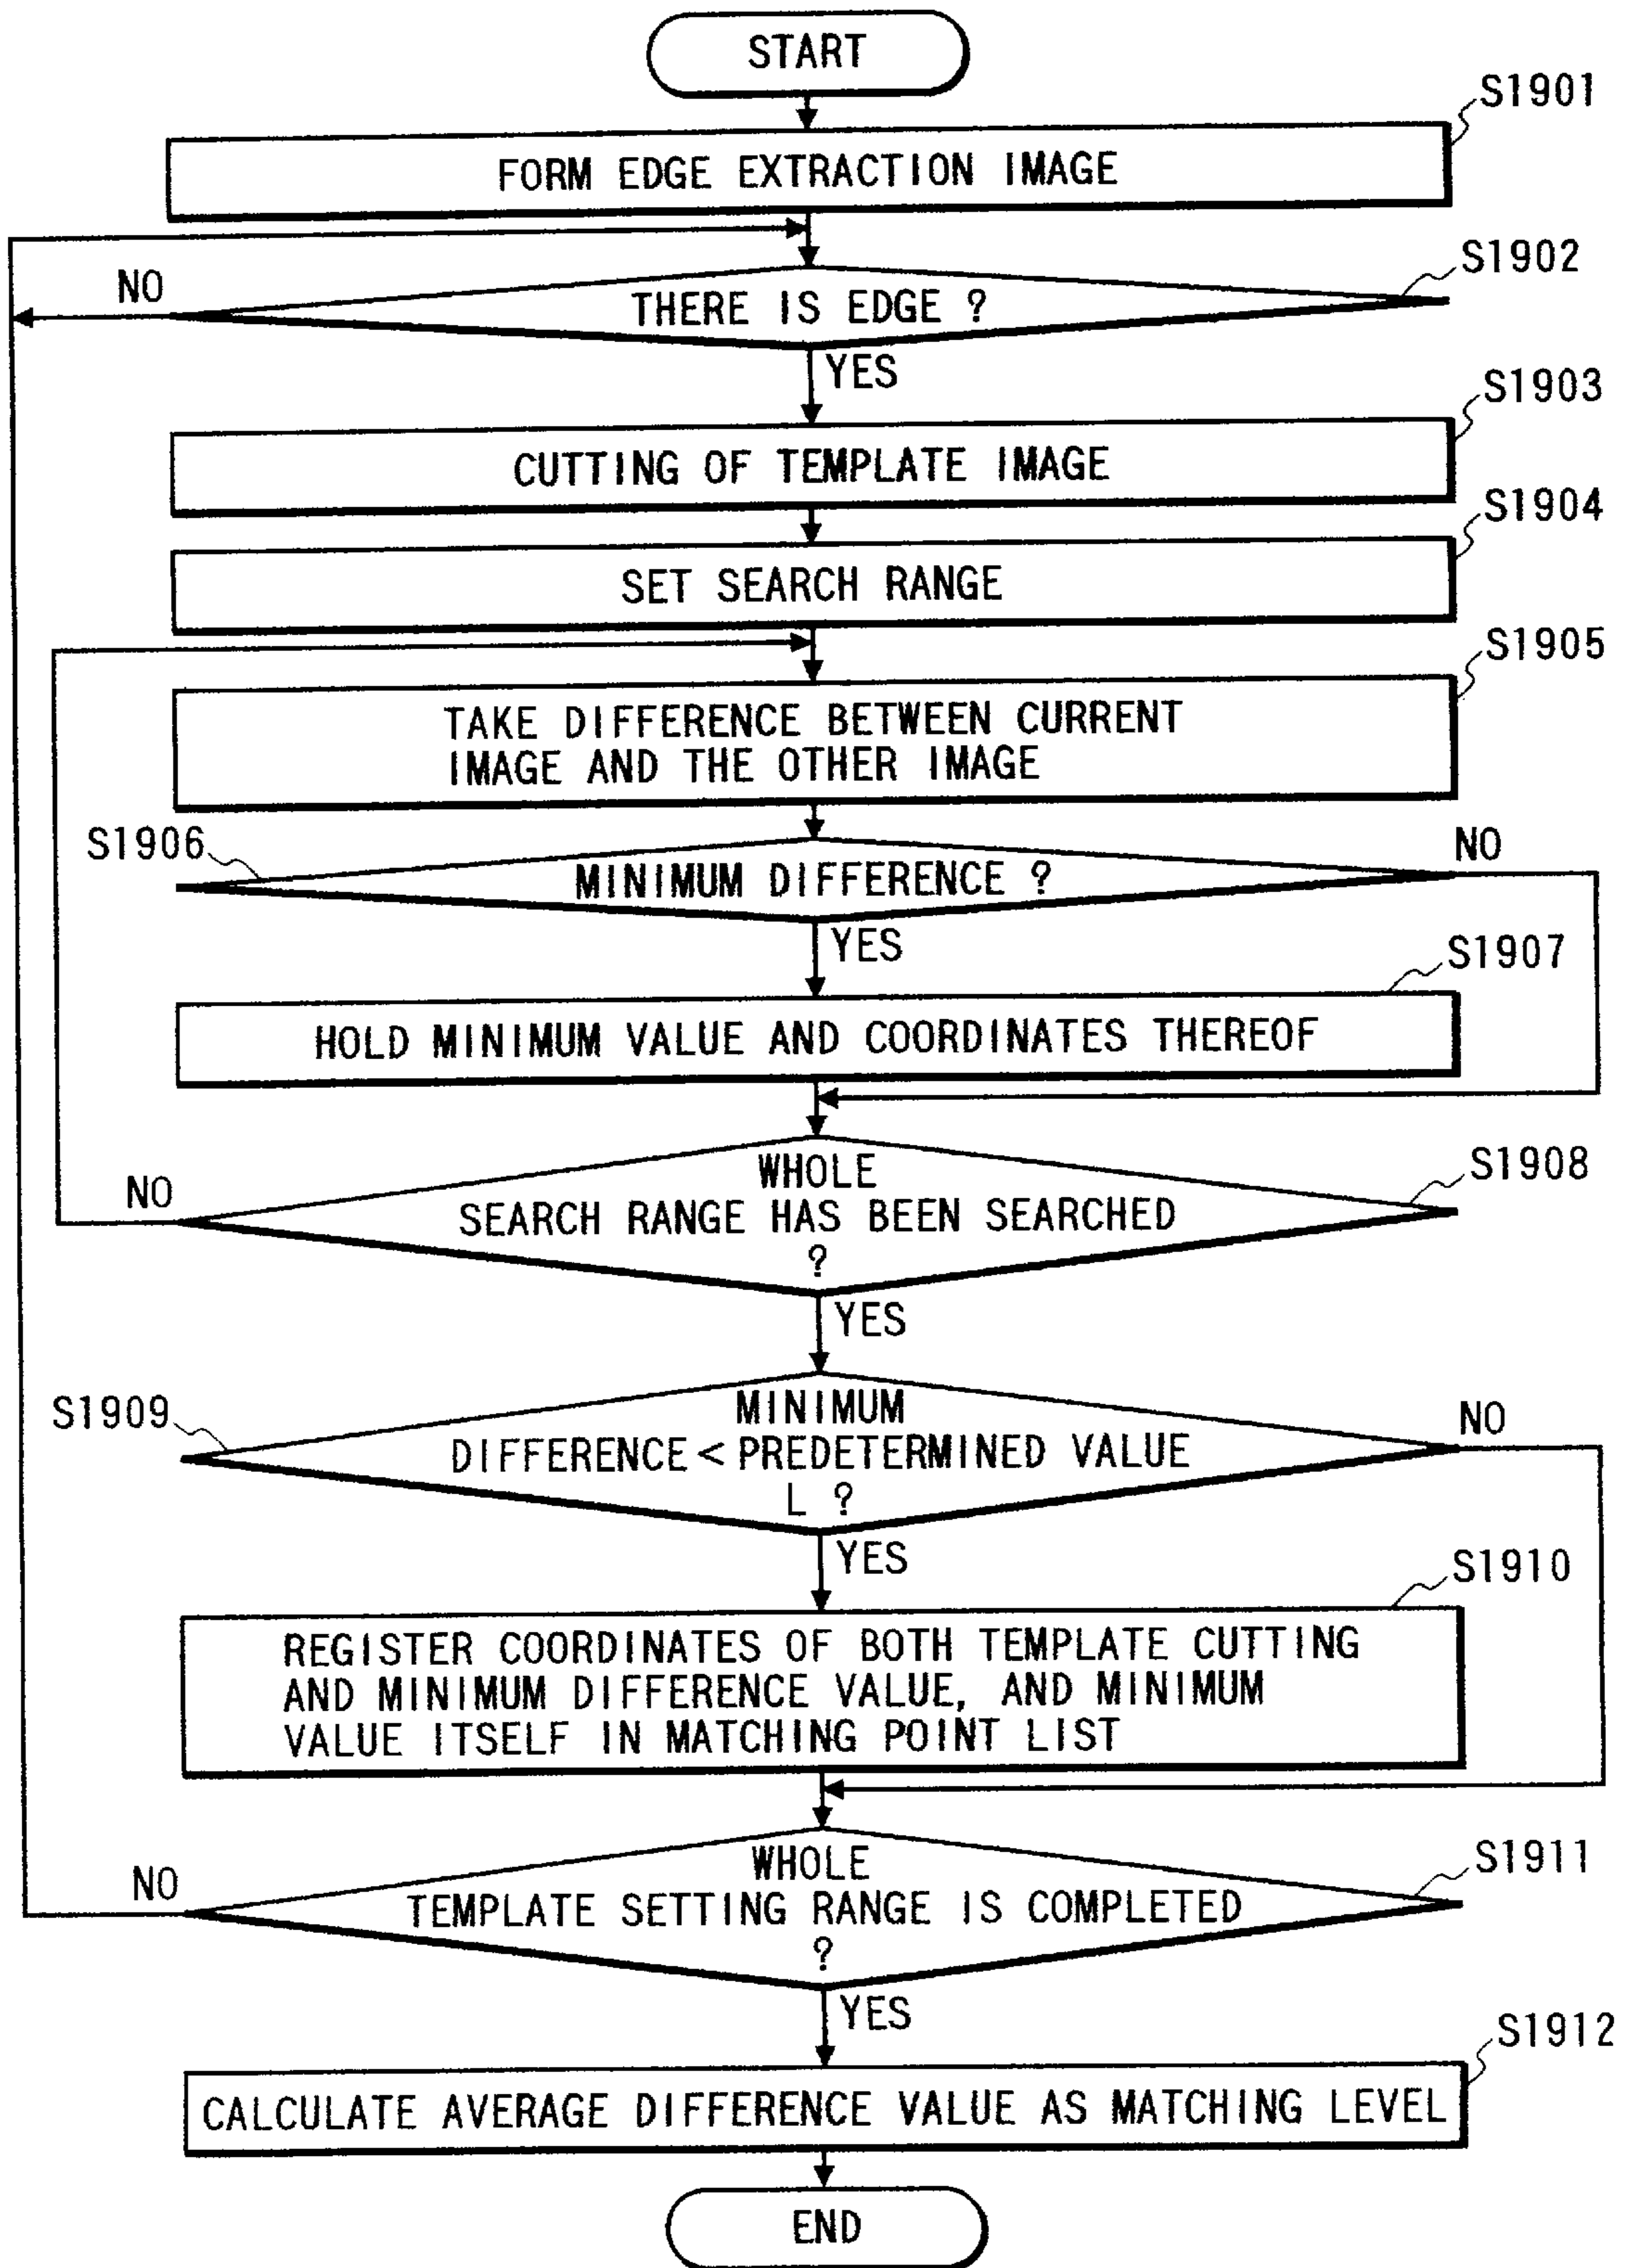 START
S1901
FORM EDGE EXTRACTION IMAGE
S1902
NO
THERE IS EDGE ?
YES
S1903
CUTTING OF TEMPLATE IMAGE
S1904
SET SEARCH RANGE
S1905
TAKE DIFFERENCE BETWEEN CURRENT
IMAGE AND THE OTHER IMAGE
S1906
NO
MINIMUM DIFFERENCE ?
YES
S1907
HOLD MINIMUM VALUE AND COORDINATES THEREOF
S1908
NO
WHOLE
SEARCH RANGE HAS BEEN SEARCHED
?
YES
S1909
NO
MINIMUM
DIFFERENCE < PREDETERMINED VALUE
L ?
YES
S1910
REGISTER COORDINATES OF BOTH TEMPLATE CUTTING
AND MINIMUM DIFFERENCE VALUE, AND MINIMUM
VALUE ITSELF IN MATCHING POINT LIST
S1911
NO
WHOLE
TEMPLATE SETTING RANGE IS COMPLETED
?
YES
S1912
CALCULATE AVERAGE DIFFERENCE VALUE AS MATCHING LEVEL
END